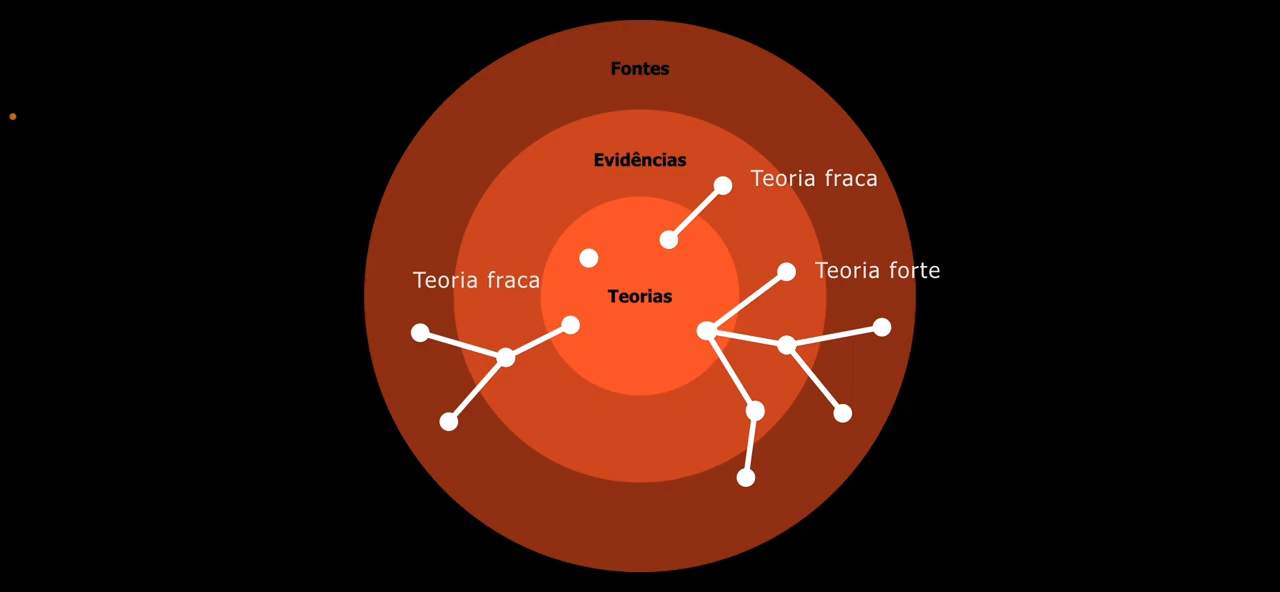 Fontes
Evidências
Teoria fraca
Teoria forte
Teoria fraca
Teorias